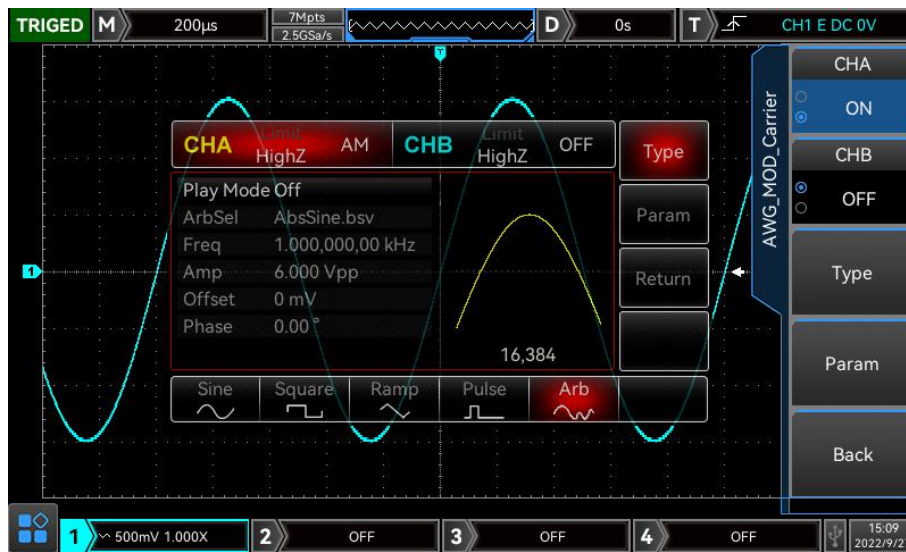 TRIGED M 200μs 7Mpts 2.5GSa/s D 0s T CH1 E DC 0V
CHA
ON
CHB
OFF
Type
Param
Back
AWG_MOD_Carrier
T
CHA Limit HighZ AM CHB Limit HighZ OFF Type
Play Mode Off
ArbSel AbsSine.bsv
Param
Freq 1.000,000,00 kHz
Amp 6.000 Vpp
Return
Offset 0 mV
Phase 0.00 °
16,384
Sine Square Ramp Pulse Arb
1
1 500mV 1.000X 2 OFF 3 OFF 4 OFF
15:09